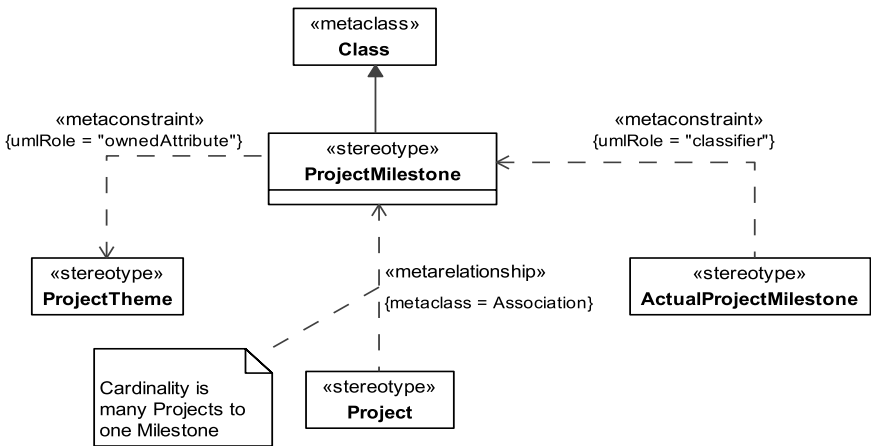 «metaclass»
Class
«metaconstraint»
{umlRole = "ownedAttribute"}
«metaconstraint»
{umlRole = "classifier"}
«stereotype»
ProjectMilestone
«stereotype»
ProjectTheme
«metarelationship»
{metaclass = Association}
«stereotype»
ActualProjectMilestone
Cardinality is
many Projects to
one Milestone
«stereotype»
Project